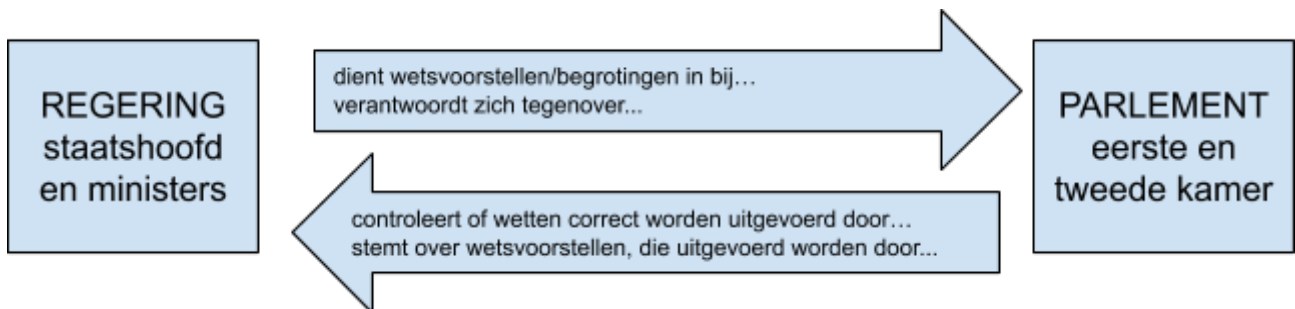 REGERING
staatshoofd
en ministers
dient wetsvoorstellen/begrotingen in bij…
verantwoordt zich tegenover...
controleert of wetten correct worden uitgevoerd door…
stemt over wetsvoorstellen, die uitgevoerd worden door...
PARLEMENT
eerste en
tweede kamer